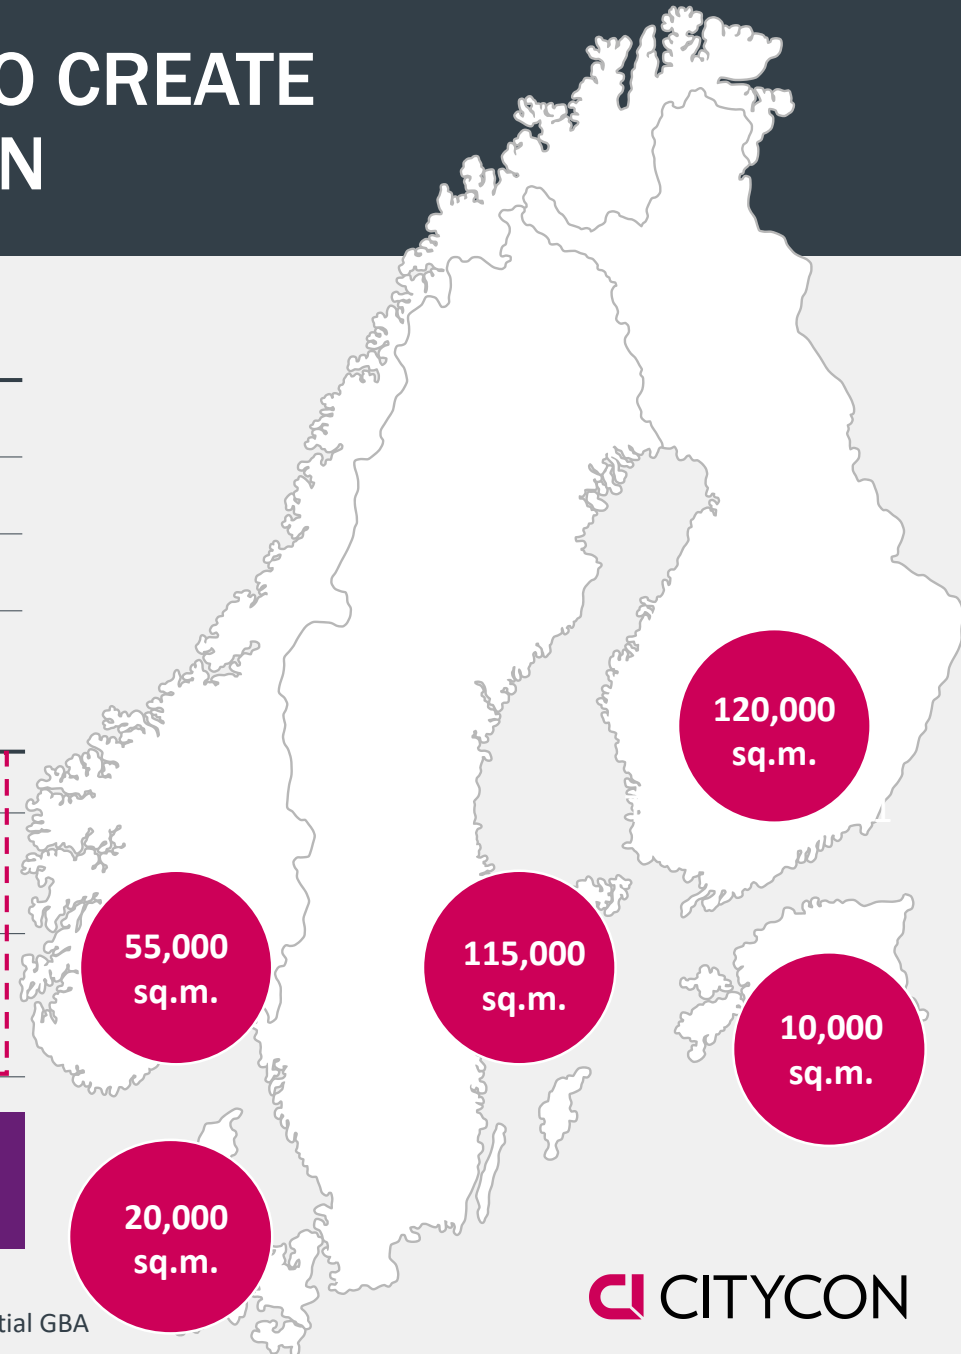 O CREATE
N
120,000
sq.m.
1
55,000
sq.m.
115,000
sq.m.
10,000
sq.m.
20,000
sq.m.
tial GBA
CITYCON